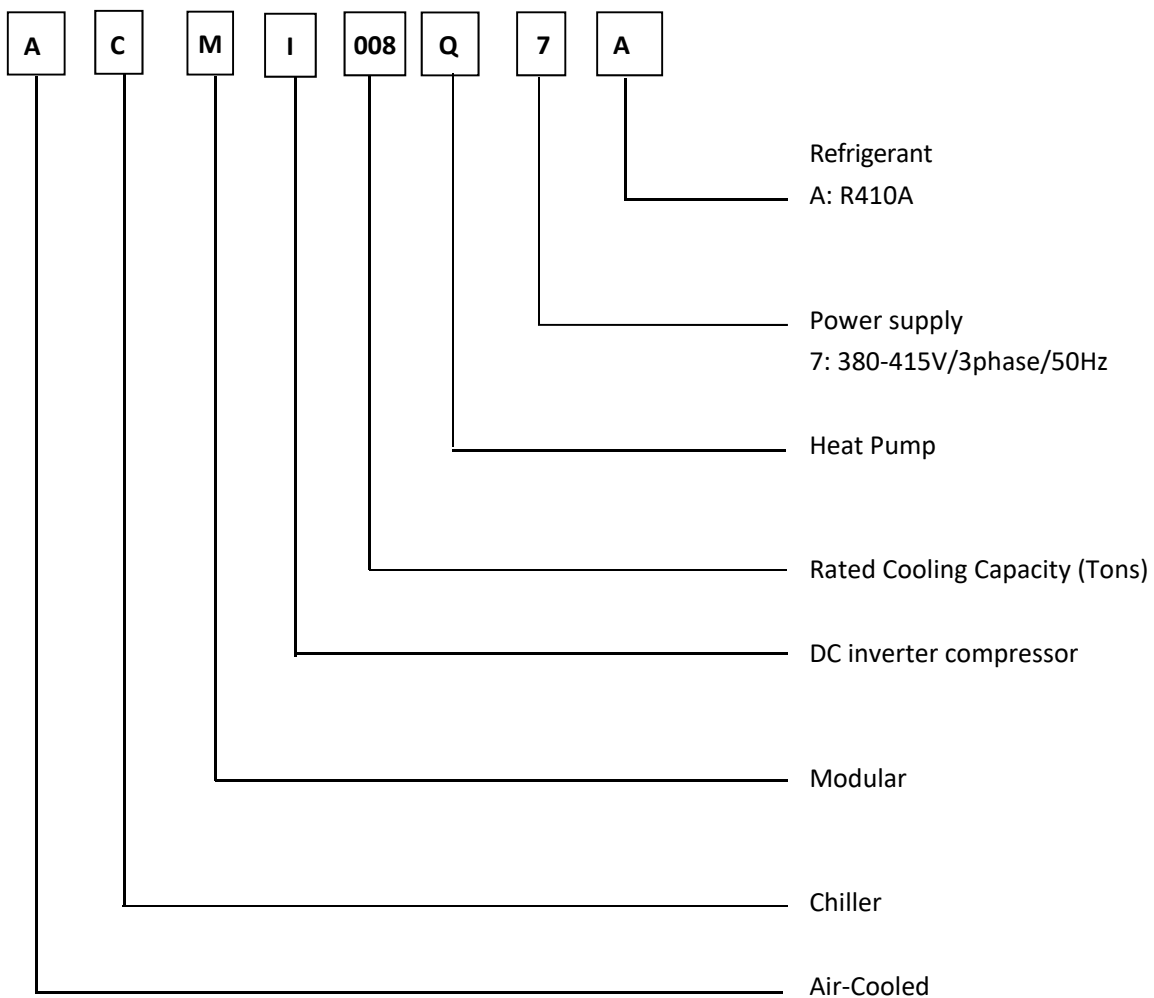 A C M I 008 Q 7 A
Refrigerant
A: R410A
Power supply
7: 380-415V/3phase/50Hz
Heat Pump
Rated Cooling Capacity (Tons)
DC inverter compressor
Modular
Chiller
Air-Cooled